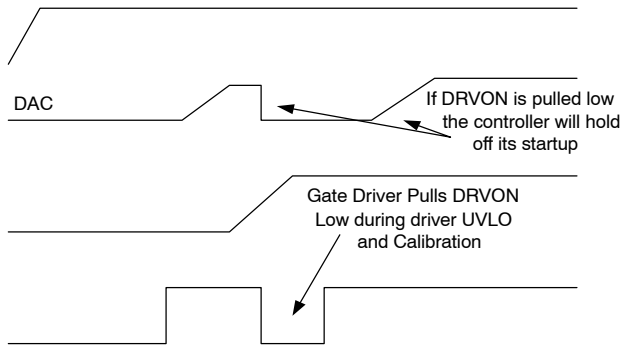 DAC
If DRVON is pulled low
the controller will hold
off its startup
Gate Driver Pulls DRVON
Low during driver UVLO
and Calibration